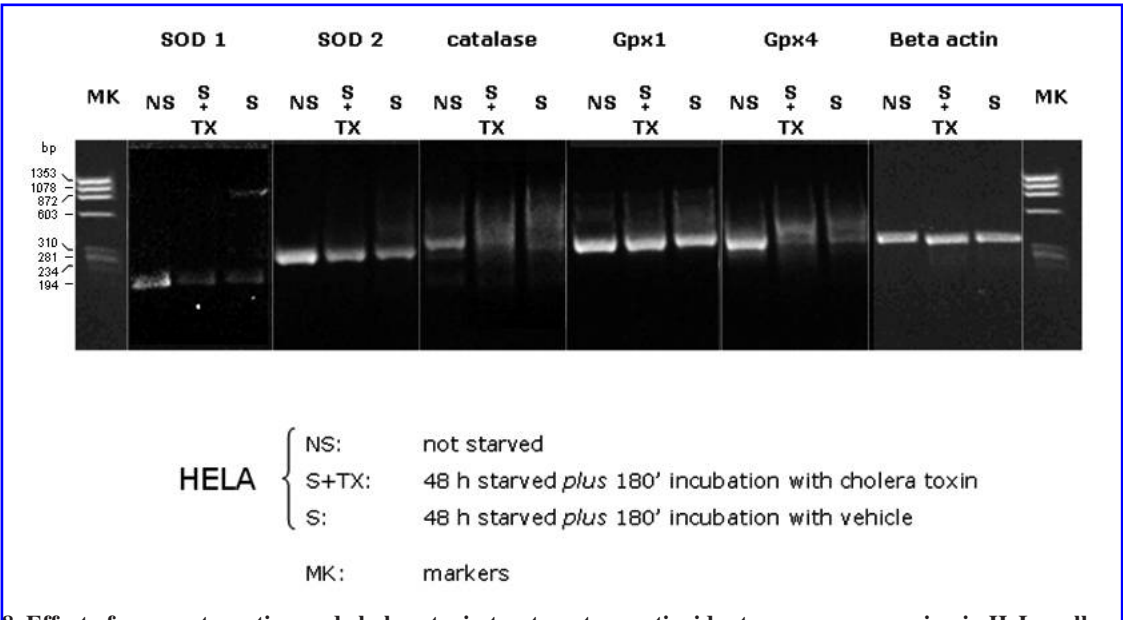 SOD 1 SOD 2 catalase Gpx1 Gpx4 Beta actin
MK NS S + TX S NS S + TX S NS S + TX S NS S + TX S NS S + TX S NS S + TX S MK
bp
1353
1078
872
603
310
281
234
194
NS: not starved
HELA S+TX: 48 h starved plus 180' incubation with cholera toxin
S: 48 h starved plus 180' incubation with vehicle
MK: markers